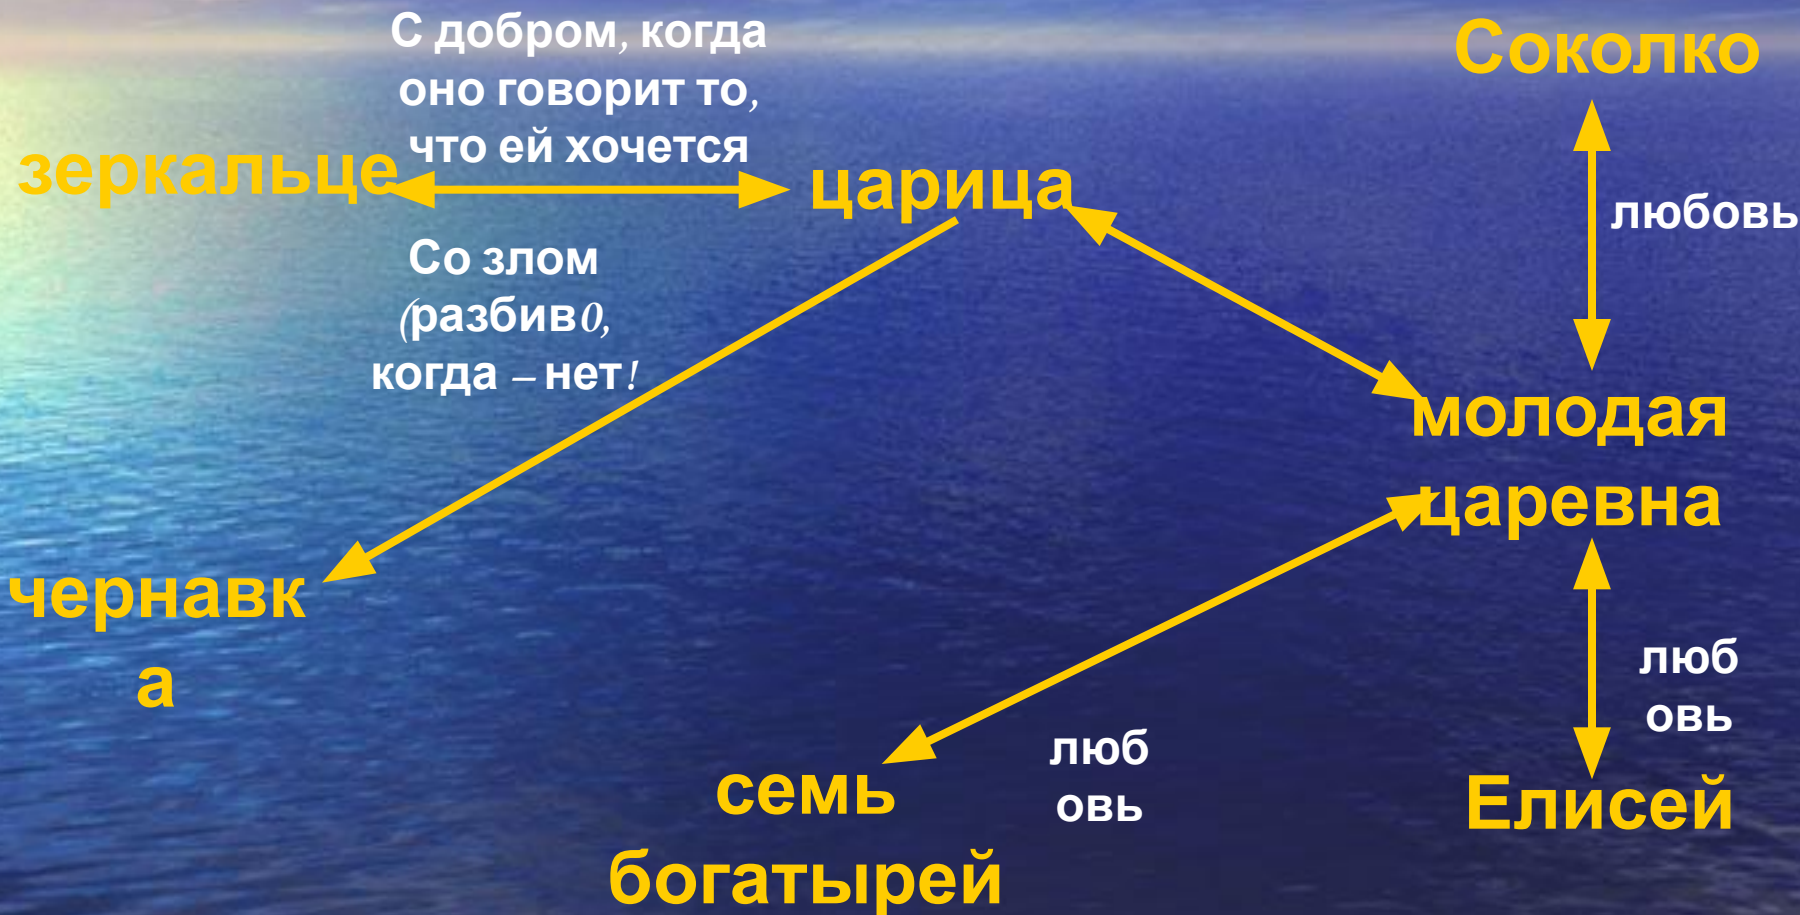 С добром, когда
оно говорит то,
что ей хочется
Соколко
зеркальце
царица
любовь
Со злом
(разбив0,
когда – нет!
молодая
царевна
чернавк
а
люб
овь
люб
овь
семь
богатырей
Елисей